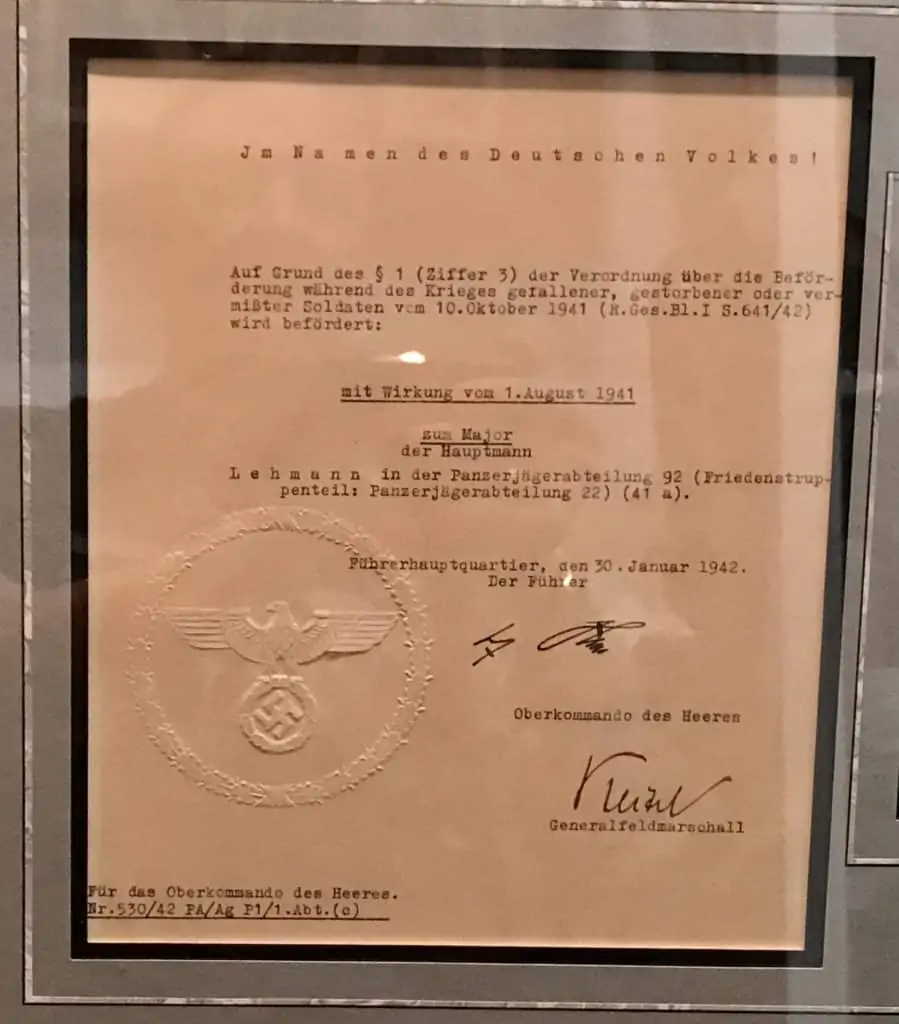 Jm Namen des Deutschen Volkes!
Auf Grund des § 1 (Ziffer 3) der Verordnung über die Beför-
derung während des Krieges gefallener, gestorbener oder ver-
mißter Soldaten vom 10.Oktober 1941 (R.Ges.Bl.I S.641/42)
wird befördert:
mit Wirkung vom 1.August 1941
zum Major
der Hauptmann
Lehmann in der Panzerjägerabteilung 92 (Friedenstrup-
penteil: Panzerjägerabteilung 22) (41 a).
Führerhauptquartier, den 30.Januar 1942.
Der Führer
Oberkommando des Heeres
Keitel
Generalfeldmarschall
Für das Oberkommando des Heeres.
Nr.530/42 PA/Ag P1/1.Abt.(c)